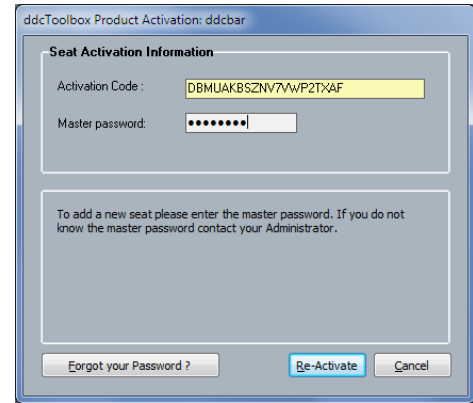 ddcToolbox Product Activation: ddcbar
Seat Activation Information
Activation Code :
DBMUAKBSZNV7VWP2TXAF
Master password:
••••••••
To add a new seat please enter the master password. If you do not
know the master password contact your Administrator.
Forgot your Password ?
Re-Activate
Cancel